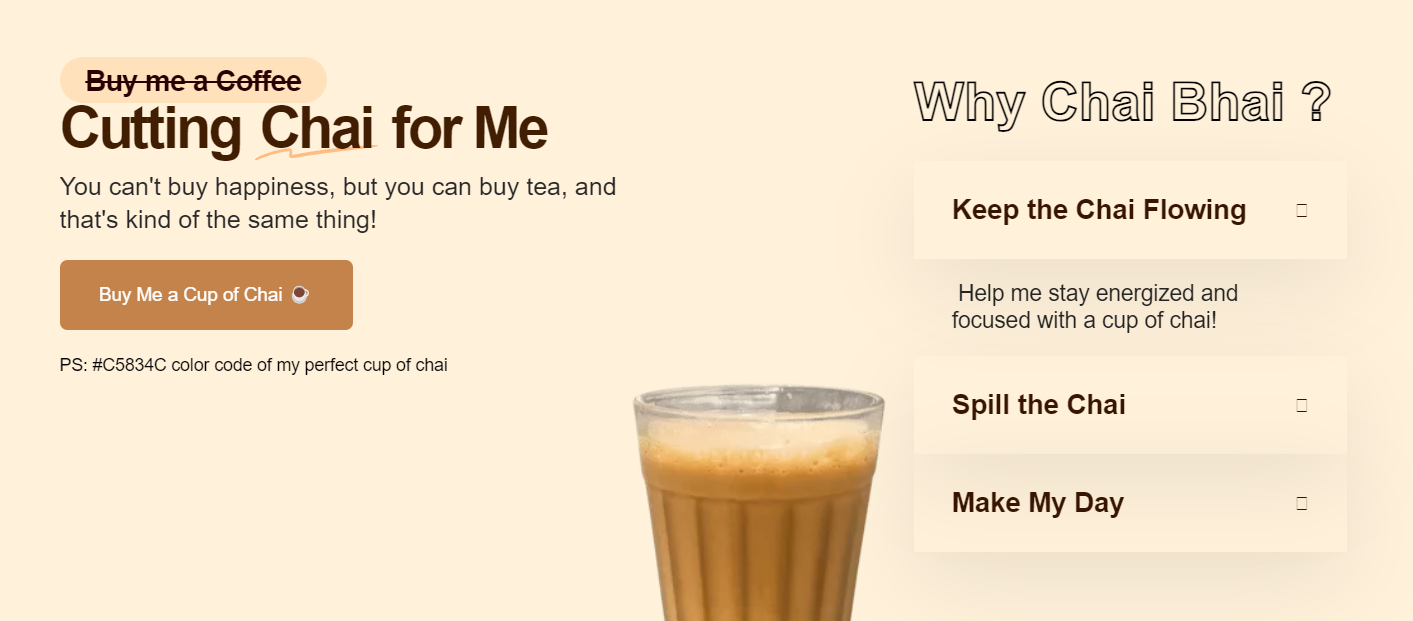 Buy me a Coffee
Cutting Chai for Me
You can't buy happiness, but you can buy tea, and
that's kind of the same thing!
Buy Me a Cup of Chai ☕
PS: #C5834C color code of my perfect cup of chai
Why Chai Bhai ?
Keep the Chai Flowing
Help me stay energized and
focused with a cup of chai!
Spill the Chai
Make My Day